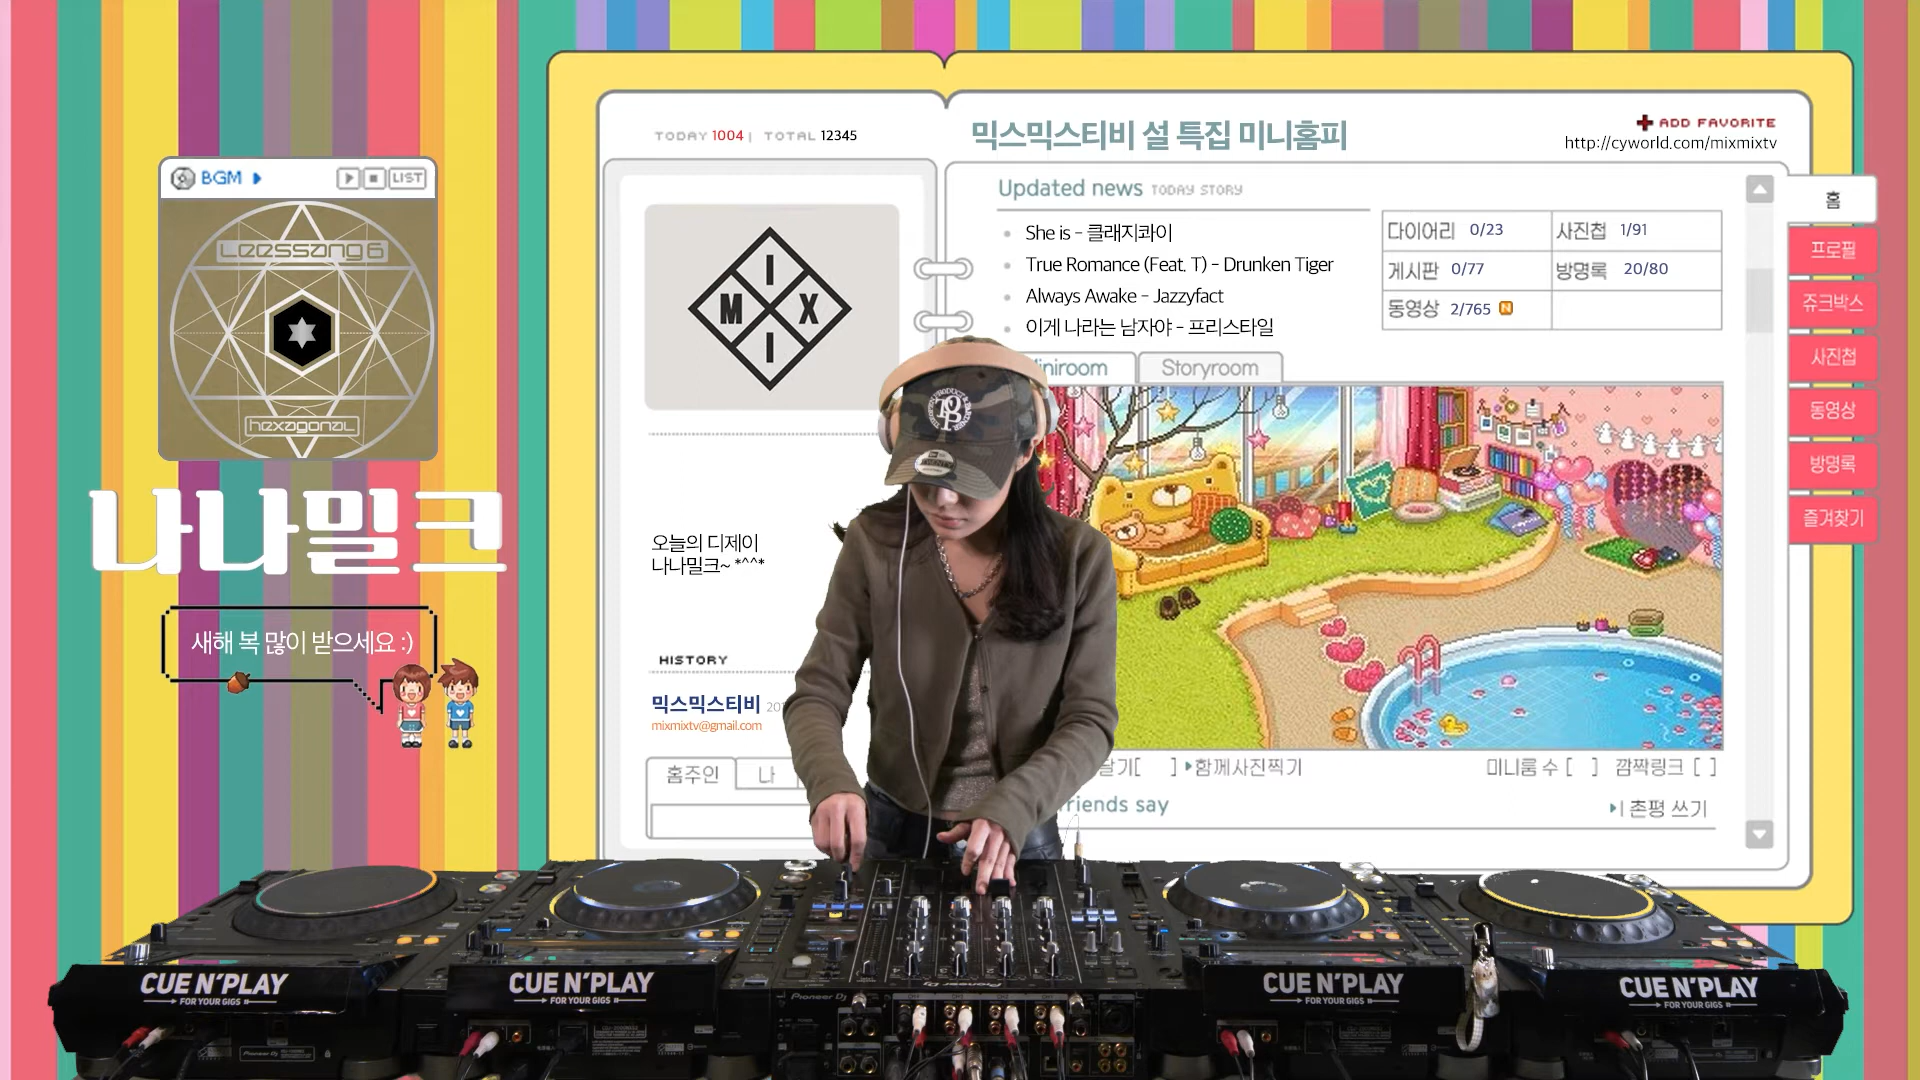 TODAY 1004 | TOTAL 12345
믹스믹스티비 설 특집 미니홈피
ADD FAVORITE
http://cyworld.com/mixmixtv
BGM
LIST
Leessang 6
hexagonal
나나밀크
새해 복 많이 받으세요 :)
M I X I
오늘의 디제이
나나밀크~ *^^*
HISTORY
믹스믹스티비
mixmixtv@gmail.com
홈주인
나
Updated news TODAY STORY
She is - 클래지콰이
True Romance (Feat. T) - Drunken Tiger
Always Awake - Jazzyfact
이게 나라는 남자야 - 프리스타일
다이어리 0/23 사진첩 1/91
게시판 0/77 방명록 20/80
동영상 2/765 N
Storyroom
달기[ ] 함께사진찍기
미니룸 수 [ ] 깜짝링크 [ ]
friends say
촌평 쓰기
홈
프로필
쥬크박스
사진첩
동영상
방명록
즐겨찾기
CUE N'PLAY
FOR YOUR GIGS
CUE N'PLAY
FOR YOUR GIGS
CUE N'PLAY
FOR YOUR GIGS
CUE N'PLAY
FOR YOUR GIGS
Pioneer Dj